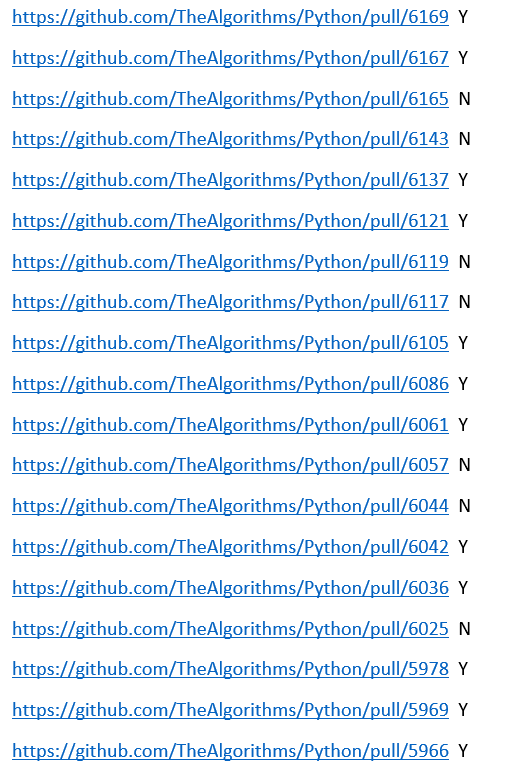 https://github.com/TheAlgorithms/Python/pull/6169 Y
https://github.com/TheAlgorithms/Python/pull/6167 Y
https://github.com/TheAlgorithms/Python/pull/6165 N
https://github.com/TheAlgorithms/Python/pull/6143 N
https://github.com/TheAlgorithms/Python/pull/6137 Y
https://github.com/TheAlgorithms/Python/pull/6121 Y
https://github.com/TheAlgorithms/Python/pull/6119 N
https://github.com/TheAlgorithms/Python/pull/6117 N
https://github.com/TheAlgorithms/Python/pull/6105 Y
https://github.com/TheAlgorithms/Python/pull/6086 Y
https://github.com/TheAlgorithms/Python/pull/6061 Y
https://github.com/TheAlgorithms/Python/pull/6057 N
https://github.com/TheAlgorithms/Python/pull/6044 N
https://github.com/TheAlgorithms/Python/pull/6042 Y
https://github.com/TheAlgorithms/Python/pull/6036 Y
https://github.com/TheAlgorithms/Python/pull/6025 N
https://github.com/TheAlgorithms/Python/pull/5978 Y
https://github.com/TheAlgorithms/Python/pull/5969 Y
https://github.com/TheAlgorithms/Python/pull/5966 Y